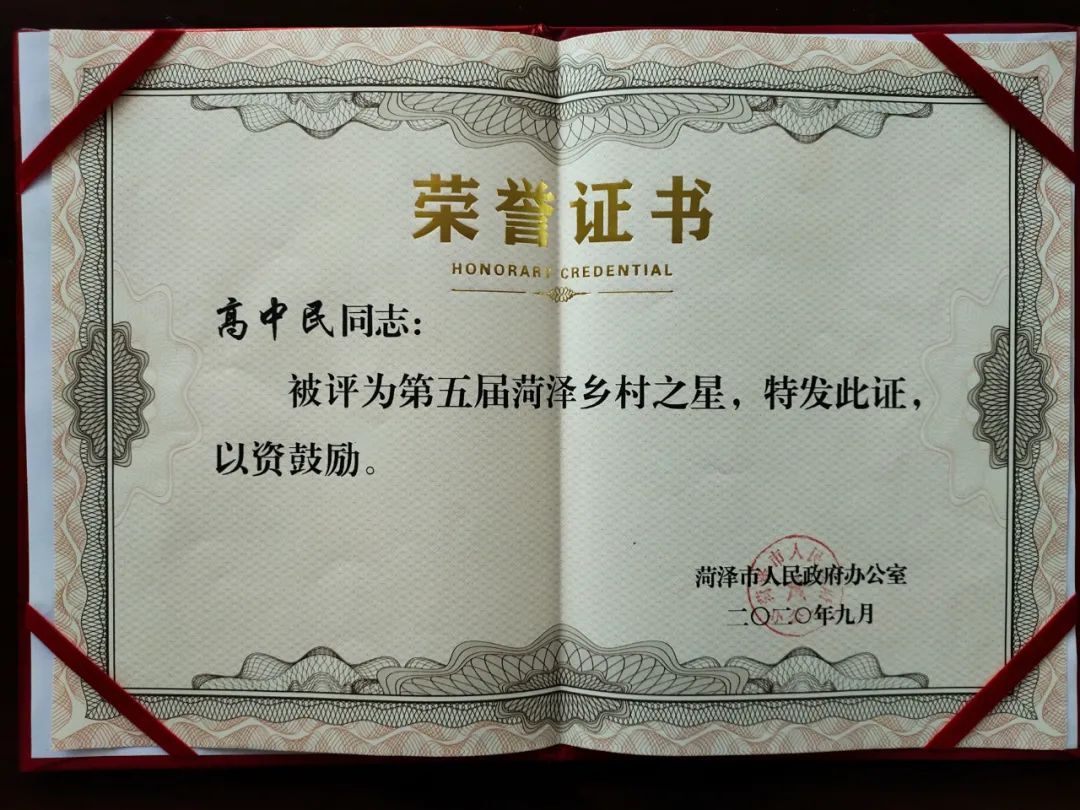 荣誉证书
HONORARY CREDENTIAL
高中民同志：
被评为第五届菏泽乡村之星，特发此证，
以资鼓励。
菏泽市人民政府办公室
二〇二〇年九月